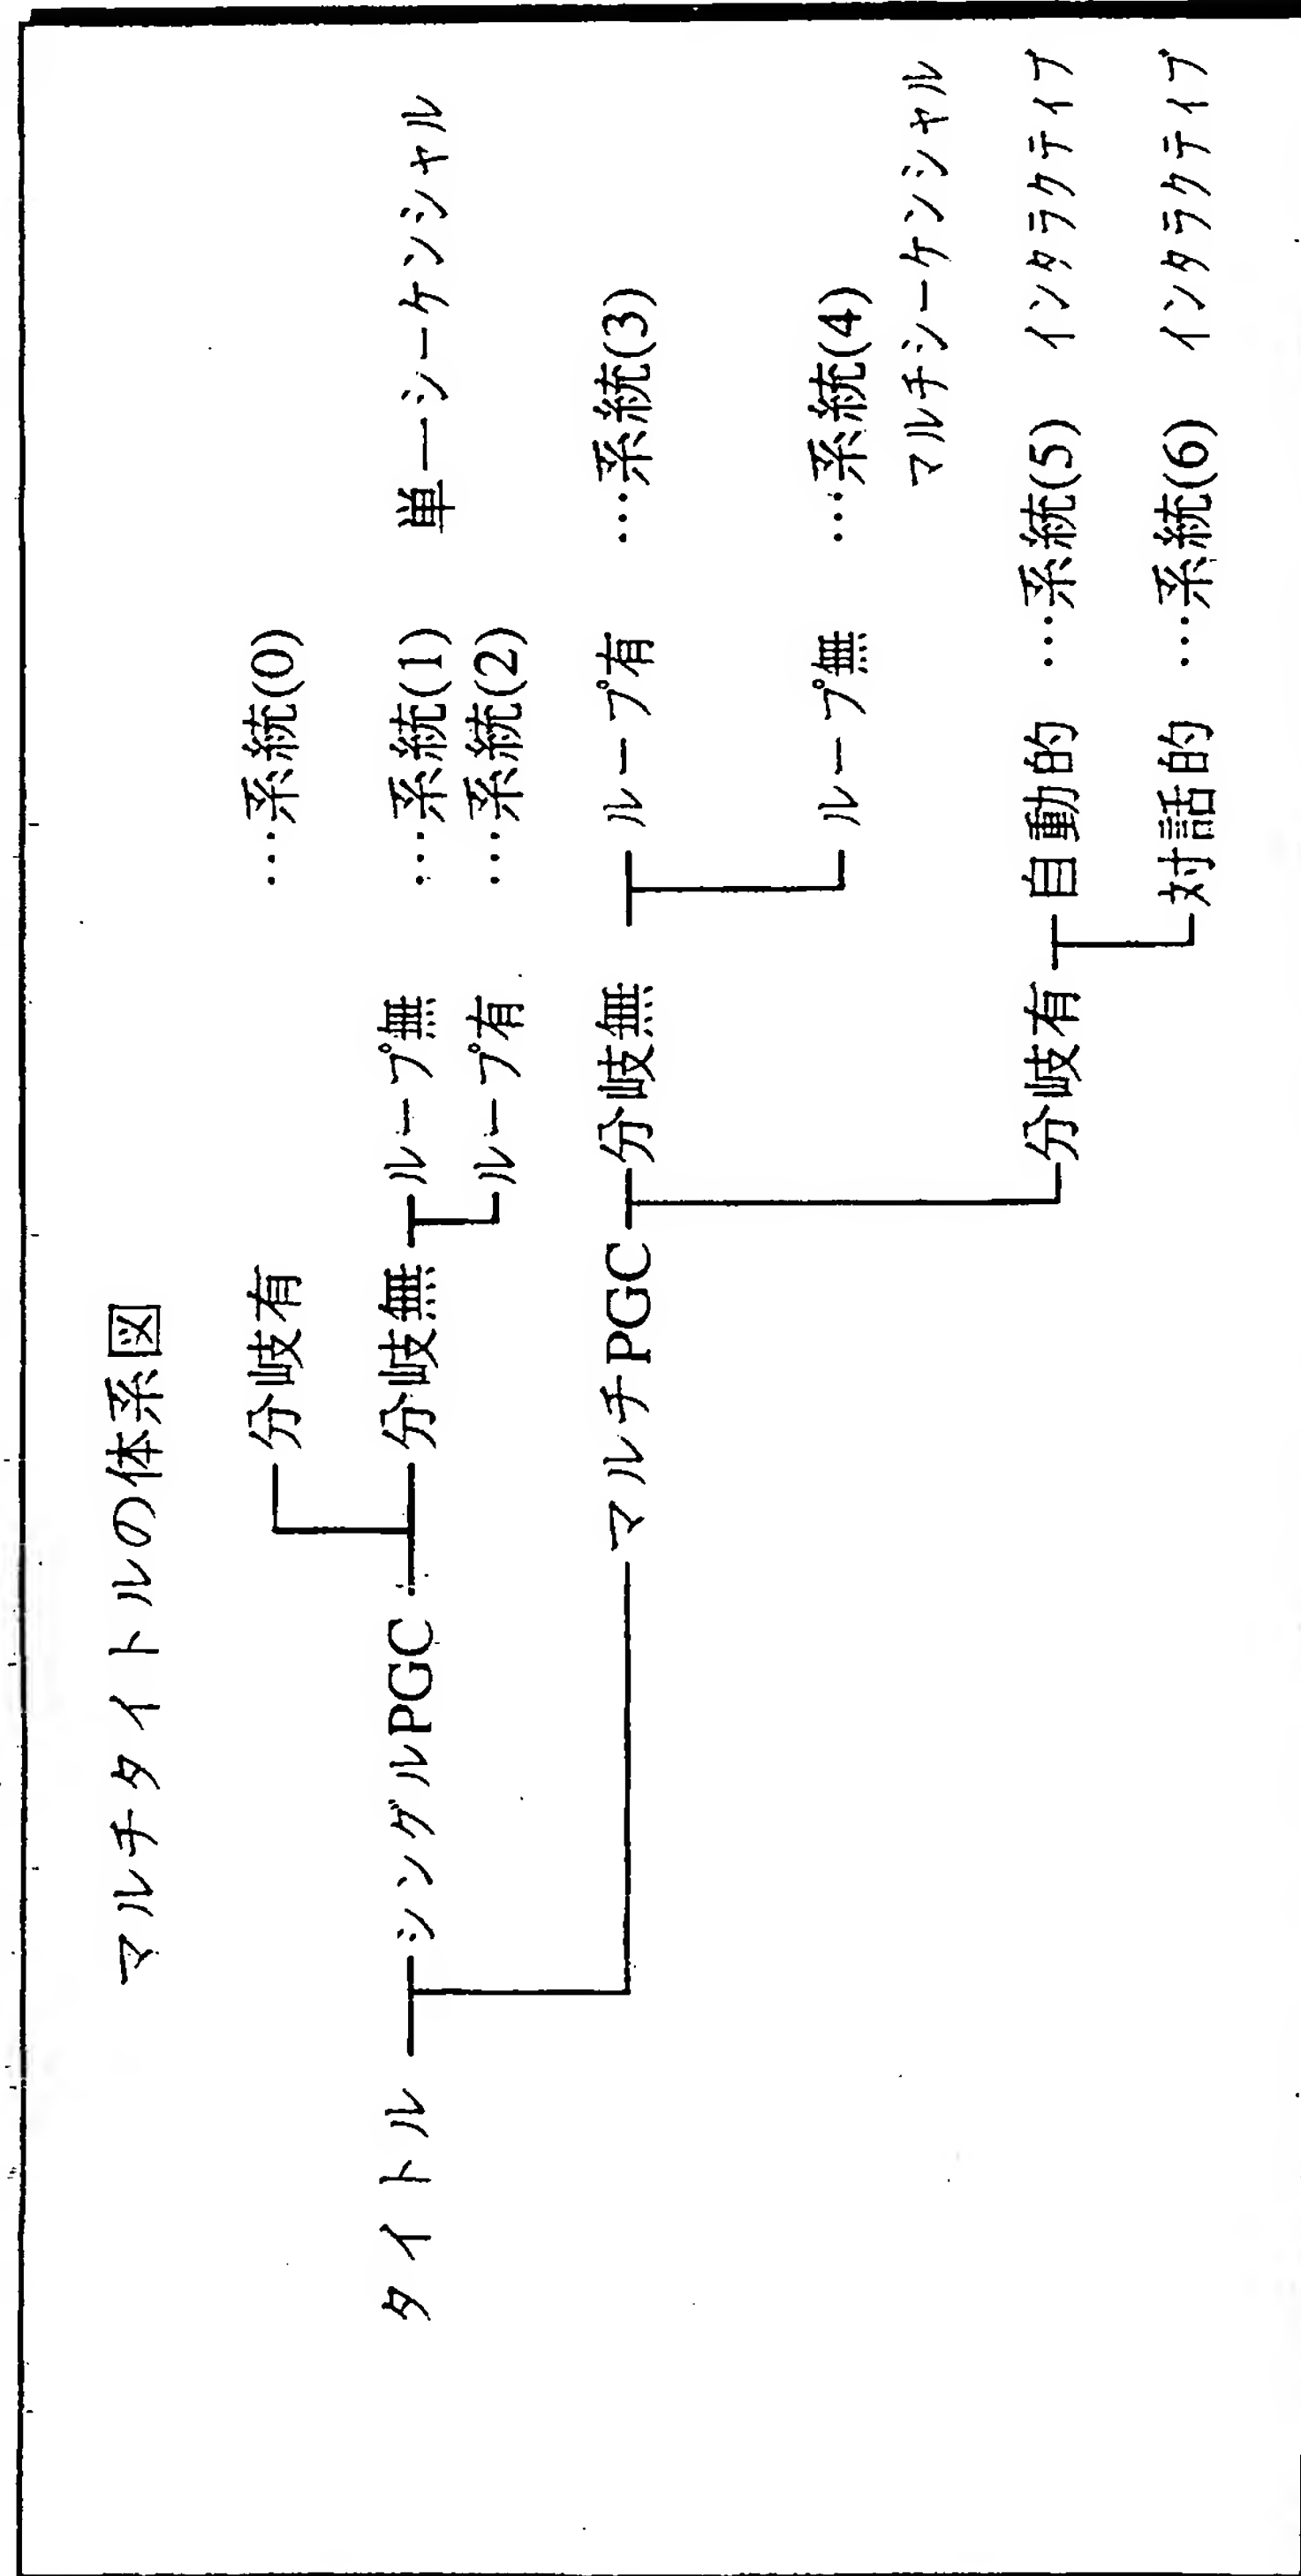 マルチタイトルの体系図
分岐有 …系統(0)
タイトル シングルPGC 分岐無 ループ無 …系統(1) 単一シーケンシャル
ループ有 …系統(2)
マルチPGC 分岐無 ループ有 …系統(3)
ループ無 …系統(4)
マルチシーケンシャル
分岐有 自動的 …系統(5) インタラクティブ
対話的 …系統(6) インタラクティブ